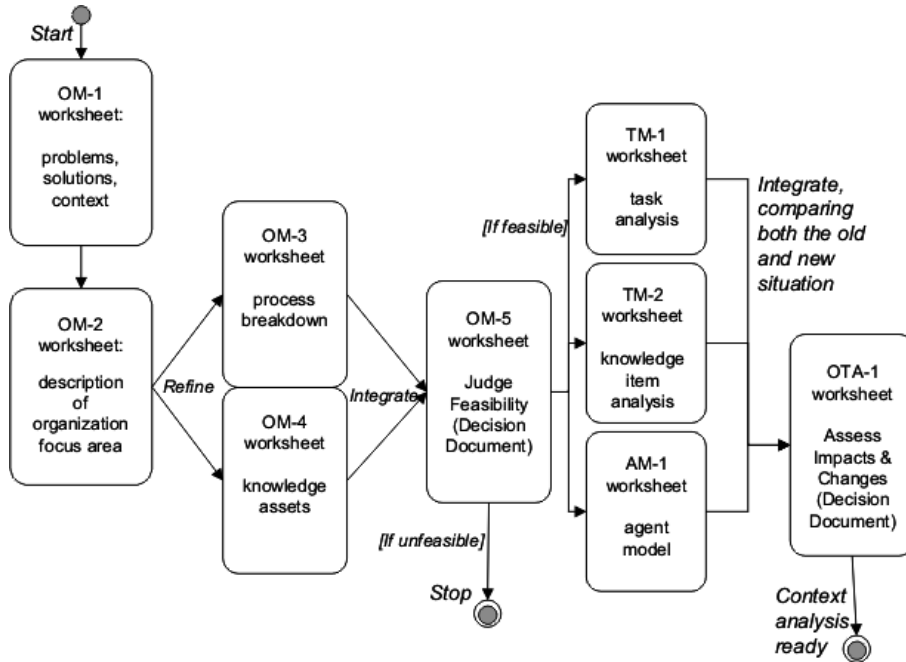 Start
OM-1
worksheet:
problems,
solutions,
context
OM-2
worksheet:
description
of
organization
focus area
Refine
OM-3
worksheet
process
breakdown
OM-4
worksheet
knowledge
assets
Integrate
OM-5
worksheet
Judge
Feasibility
(Decision
Document)
[If unfeasible]
Stop
[If feasible]
TM-1
worksheet
task
analysis
TM-2
worksheet
knowledge
item
analysis
AM-1
worksheet
agent
model
Integrate,
comparing
both the old
and new
situation
OTA-1
worksheet
Assess
Impacts &
Changes
(Decision
Document)
Context
analysis
ready